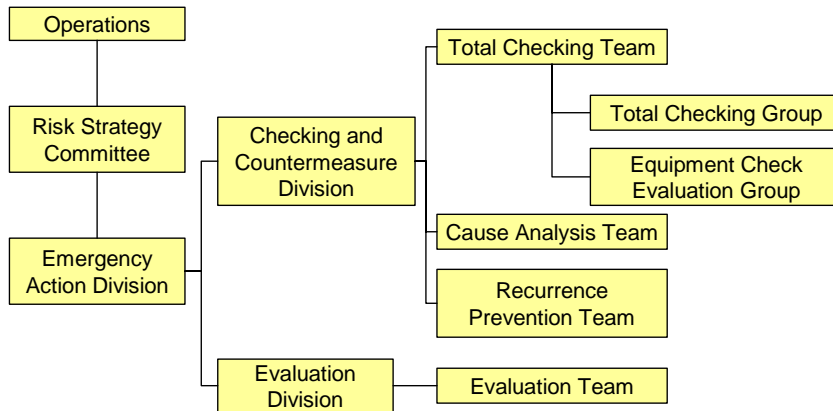 Operations
Risk Strategy
Committee
Emergency
Action Division
Checking and
Countermeasure
Division
Evaluation
Division
Total Checking Team
Total Checking Group
Equipment Check
Evaluation Group
Cause Analysis Team
Recurrence
Prevention Team
Evaluation Team